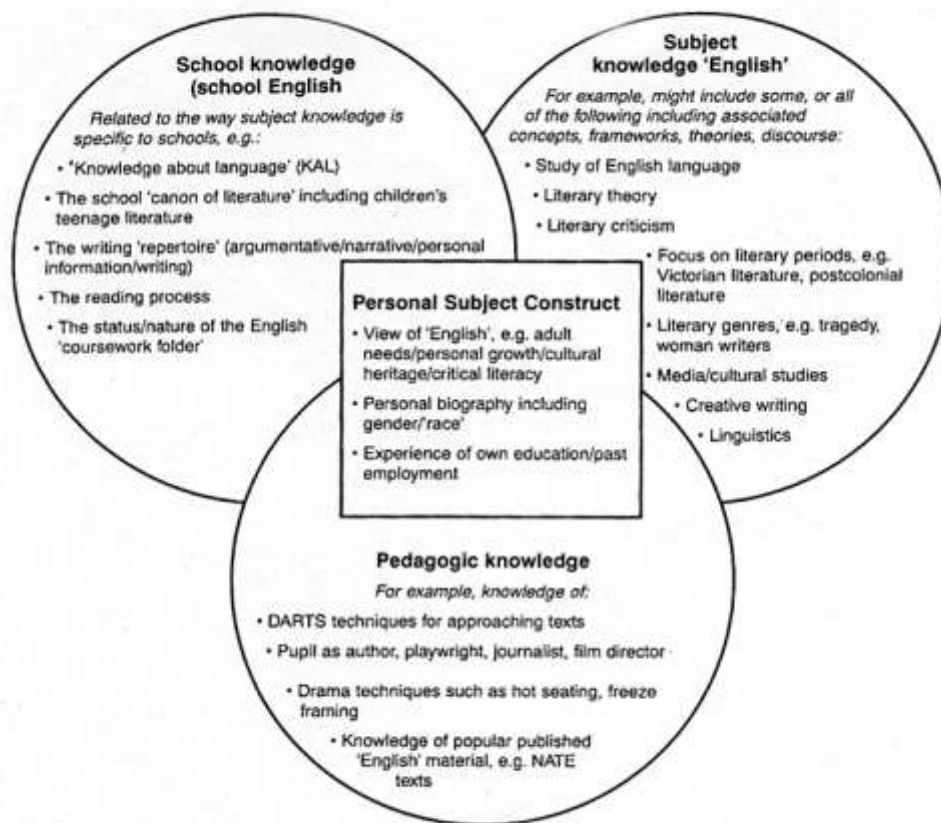 School knowledge
(school English
Related to the way subject knowledge is
specific to schools, e.g.:
• 'Knowledge about language' (KAL)
• The school 'canon of literature' including children's
teenage literature
• The writing 'repertoire' (argumentative/narrative/personal
information/writing)
• The reading process
• The status/nature of the English
'coursework folder'
Subject
knowledge 'English'
For example, might include some, or all
of the following including associated
concepts, frameworks, theories, discourse:
• Study of English language
• Literary theory
• Literary criticism
• Focus on literary periods, e.g.
Victorian literature, postcolonial
literature
• Literary genres, e.g. tragedy,
woman writers
• Media/cultural studies
• Creative writing
• Linguistics
Personal Subject Construct
• View of 'English', e.g. adult
needs/personal growth/cultural
heritage/critical literacy
• Personal biography including
gender/'race'
• Experience of own education/past
employment
Pedagogic knowledge
For example, knowledge of:
• DARTS techniques for approaching texts
• Pupil as author, playwright, journalist, film director
• Drama techniques such as hot seating, freeze
framing
• Knowledge of popular published
'English' material, e.g. NATE
texts